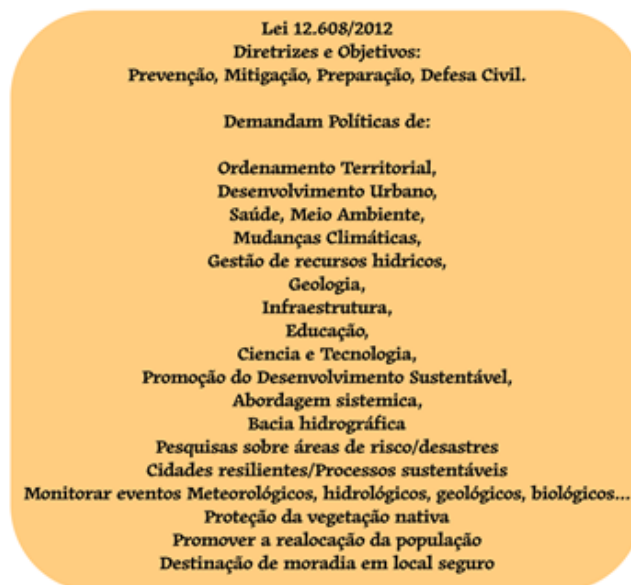 Lei 12.608/2012
Diretrizes e Objetivos:
Prevenção, Mitigação, Preparação, Defesa Civil.
Demandam Políticas de:
Ordenamento Territorial,
Desenvolvimento Urbano,
Saúde, Meio Ambiente,
Mudanças Climáticas,
Gestão de recursos hidricos,
Geologia,
Infraestrutura,
Educação,
Ciencia e Tecnologia,
Promoção do Desenvolvimento Sustentável,
Abordagem sistemica,
Bacia hidrográfica
Pesquisas sobre áreas de risco/desastres
Cidades resilientes/Processos sustentáveis
Monitorar eventos Meteorológicos, hidrológicos, geológicos, biológicos...
Proteção da vegetação nativa
Promover a realocação da população
Destinação de moradia em local seguro